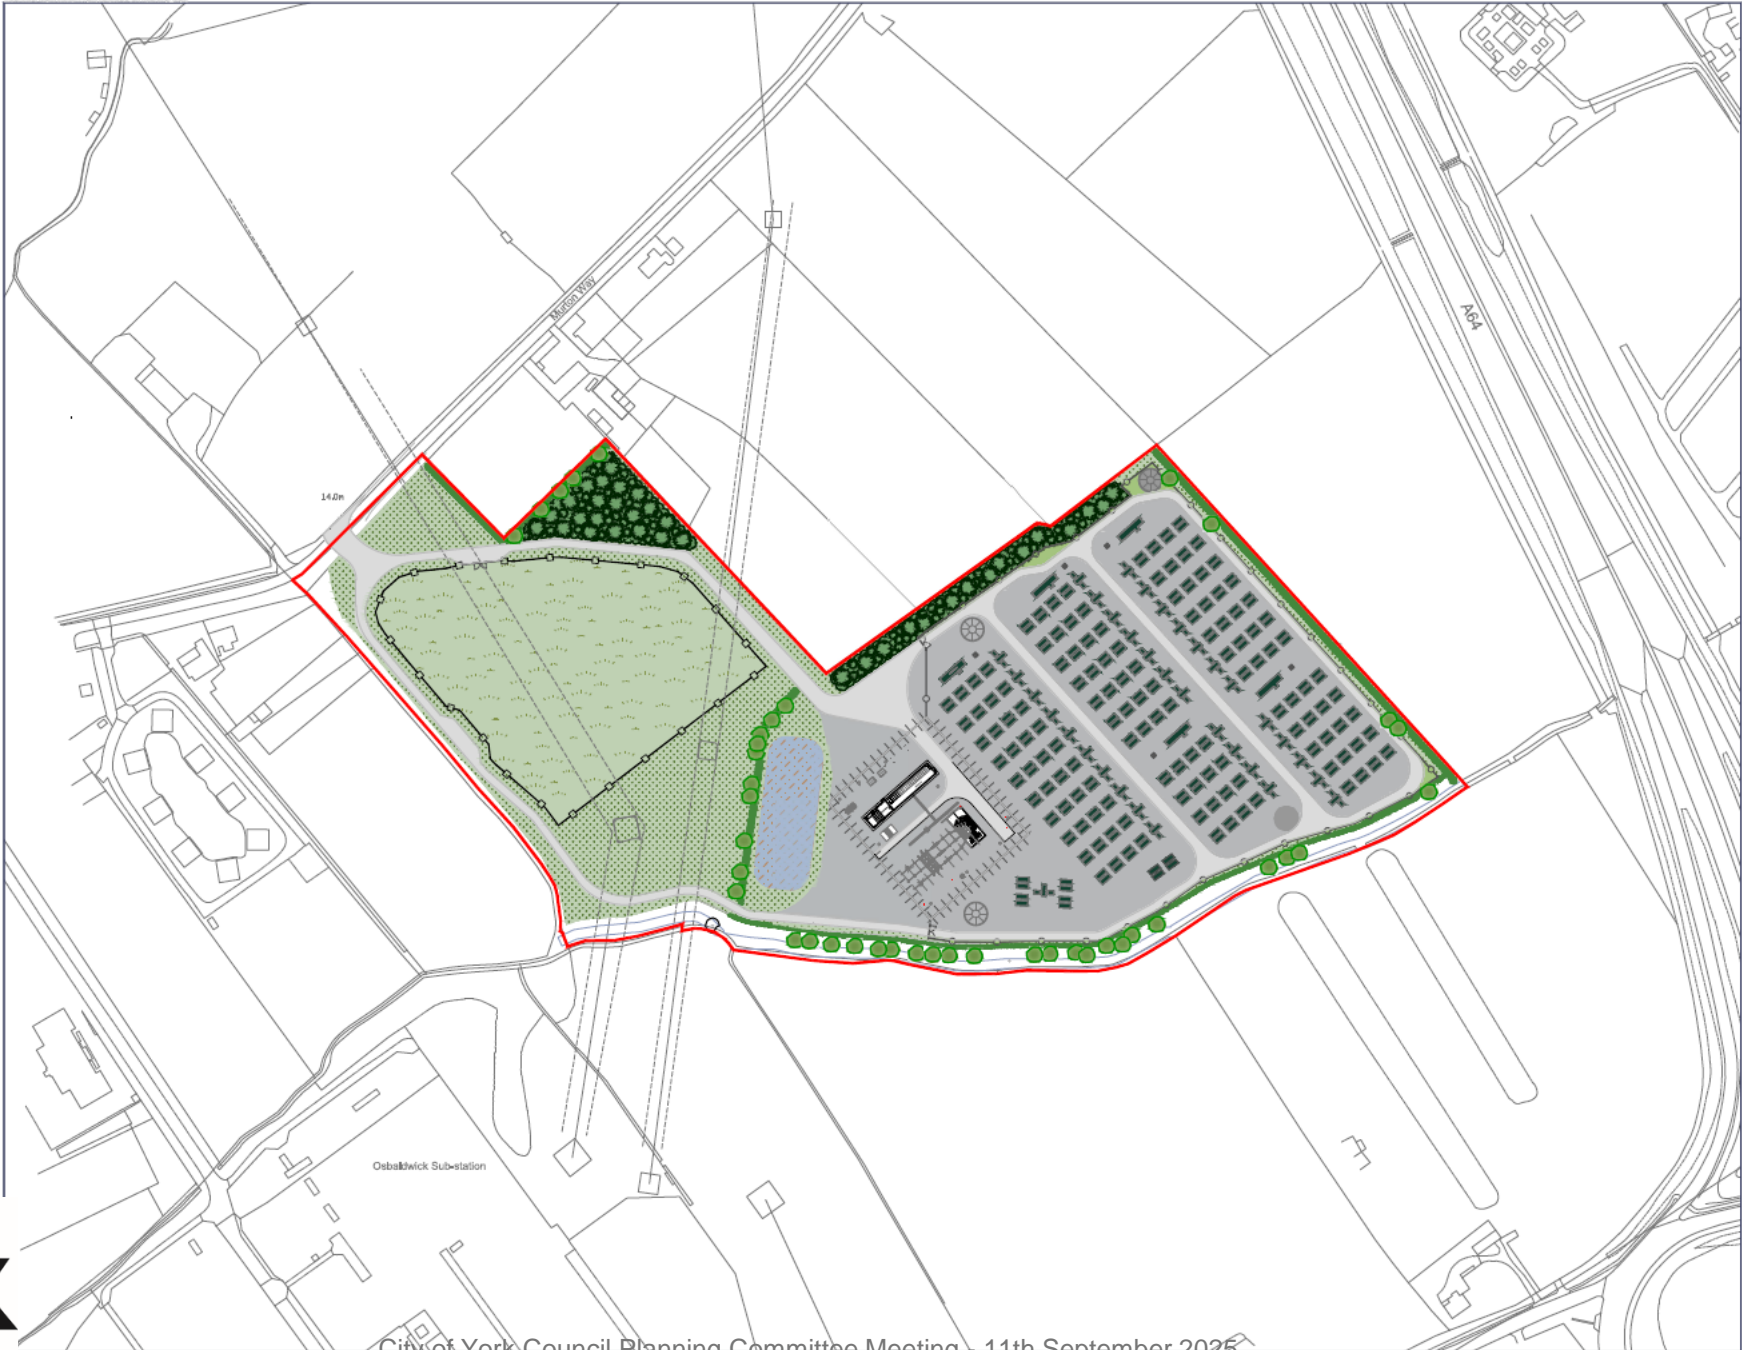 Murton Way
A64
14.0m
Osbaldwick Sub-station
City of York Council Planning Committee Meeting - 11th September 2025